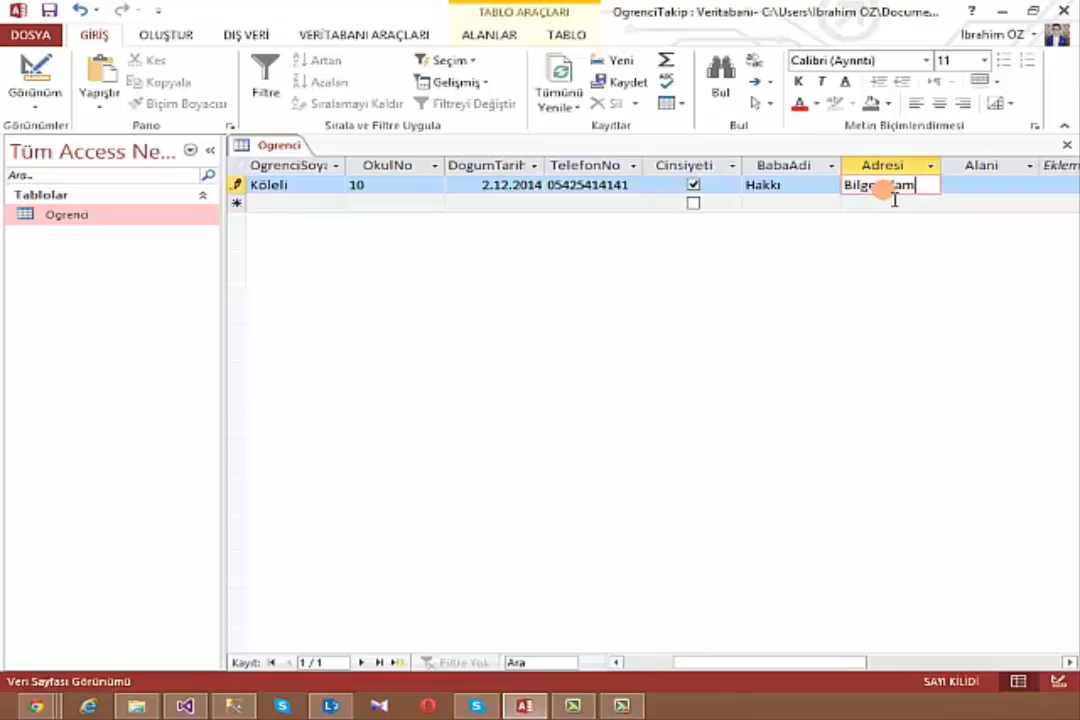 TABLO ARAÇLARI
OgrenciTakip : Veritabanı- C:\Users\İbrahim ÖZ\Docume...
?
DOSYA
GİRİŞ
OLUŞTUR
DIŞ VERİ
VERİTABANI ARAÇLARI
ALANLAR
TABLO
İbrahim ÖZ
Görünüm
Yapıştır
Kes
Kopyala
Biçim Boyacısı
Filtre
Artan
Azalan
Sıralamayı Kaldır
Seçim
Gelişmiş
Filtreyi Değiştir
Tümünü
Yenile
Yeni
Kaydet
Sil
Bul
Calibri (Ayrıntı)
11
K T A
Görünümler
Pano
Sırala ve Filtre Uygula
Kayıtlar
Bul
Metin Biçimlendirmesi
Tüm Access Ne...
Ara...
Tablolar
Ogrenci
Ogrenci
OgrenciSoya
OkulNo
DogumTarih
TelefonNo
Cinsiyeti
BabaAdi
Adresi
Alani
Eklem
Köleli
10
2.12.2014
05425414141
Hakkı
Kayıt:
1 / 1
Filtre Yok
Ara
Veri Sayfası Görünümü
SAYI KİLİDİ